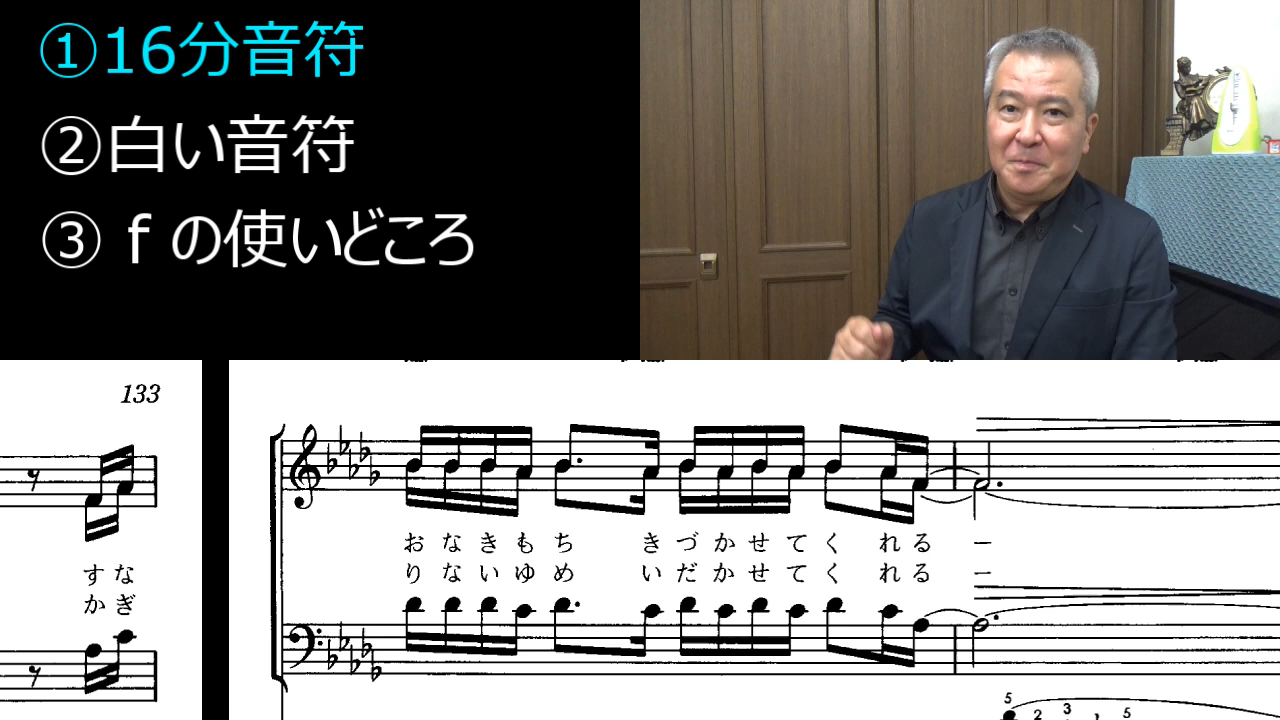 ①16分音符
②白い音符
③ f の使いどころ
133
す な
か ぎ
お な き も ち き づ か せ て く れ る ー
り な い ゆ め い だ か せ て く れ る ー
5 2 3 5